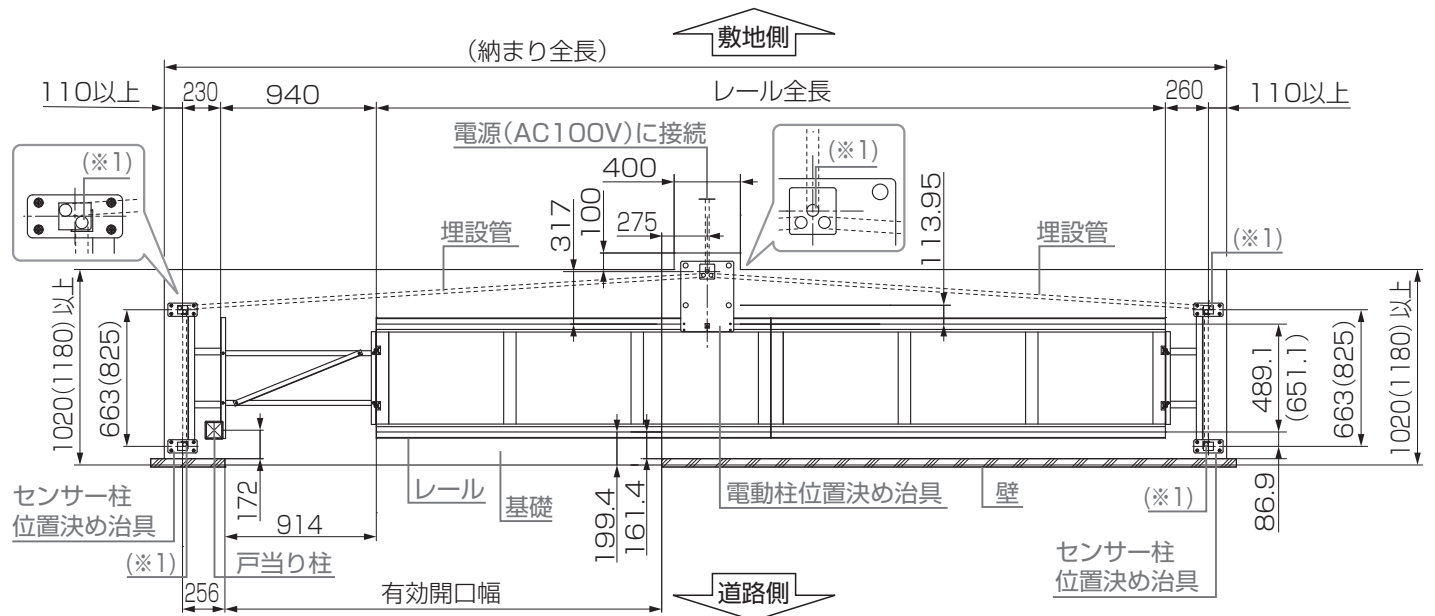 敷地側
(納まり全長)
110以上
230
940
レール全長
260
110以上
電源(AC100V)に接続
(※1)
(※1)
400
100
317
275
113.95
埋設管
埋設管
(※1)
1020(1180)以上
663(825)
489.1
(651.1)
663(825)
1020(1180)以上
センサー柱
位置決め治具
172
レール
基礎
199.4
161.4
電動柱位置決め治具
壁
(※1)
86.9
914
(※1)
戸当り柱
センサー柱
位置決め治具
256
有効開口幅
道路側